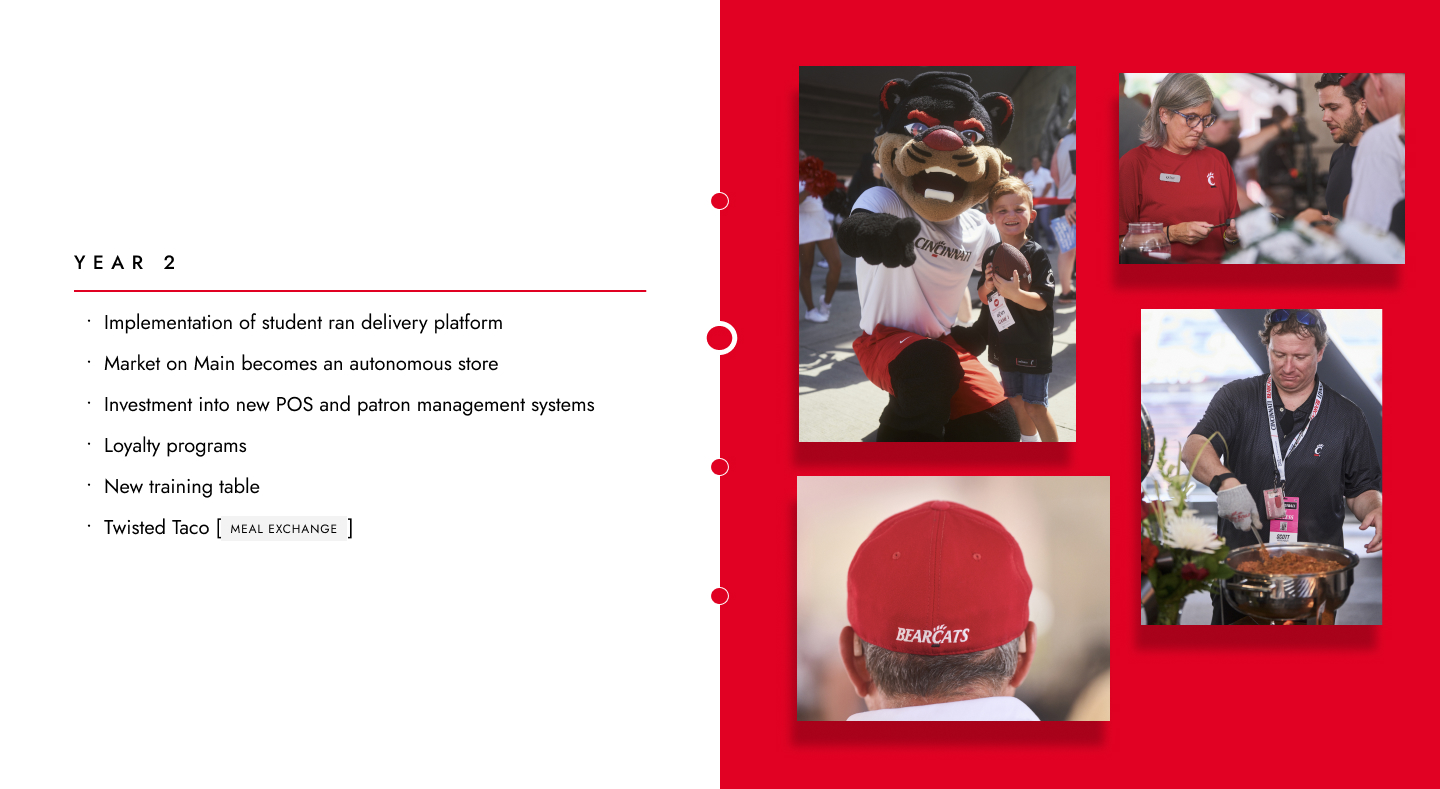 YEAR 2
· Implementation of student ran delivery platform
· Market on Main becomes an autonomous store
· Investment into new POS and patron management systems
· Loyalty programs
· New training table
· Twisted Taco [ MEAL EXCHANGE ]
CINCINNATI
BEARCATS
SCOTT